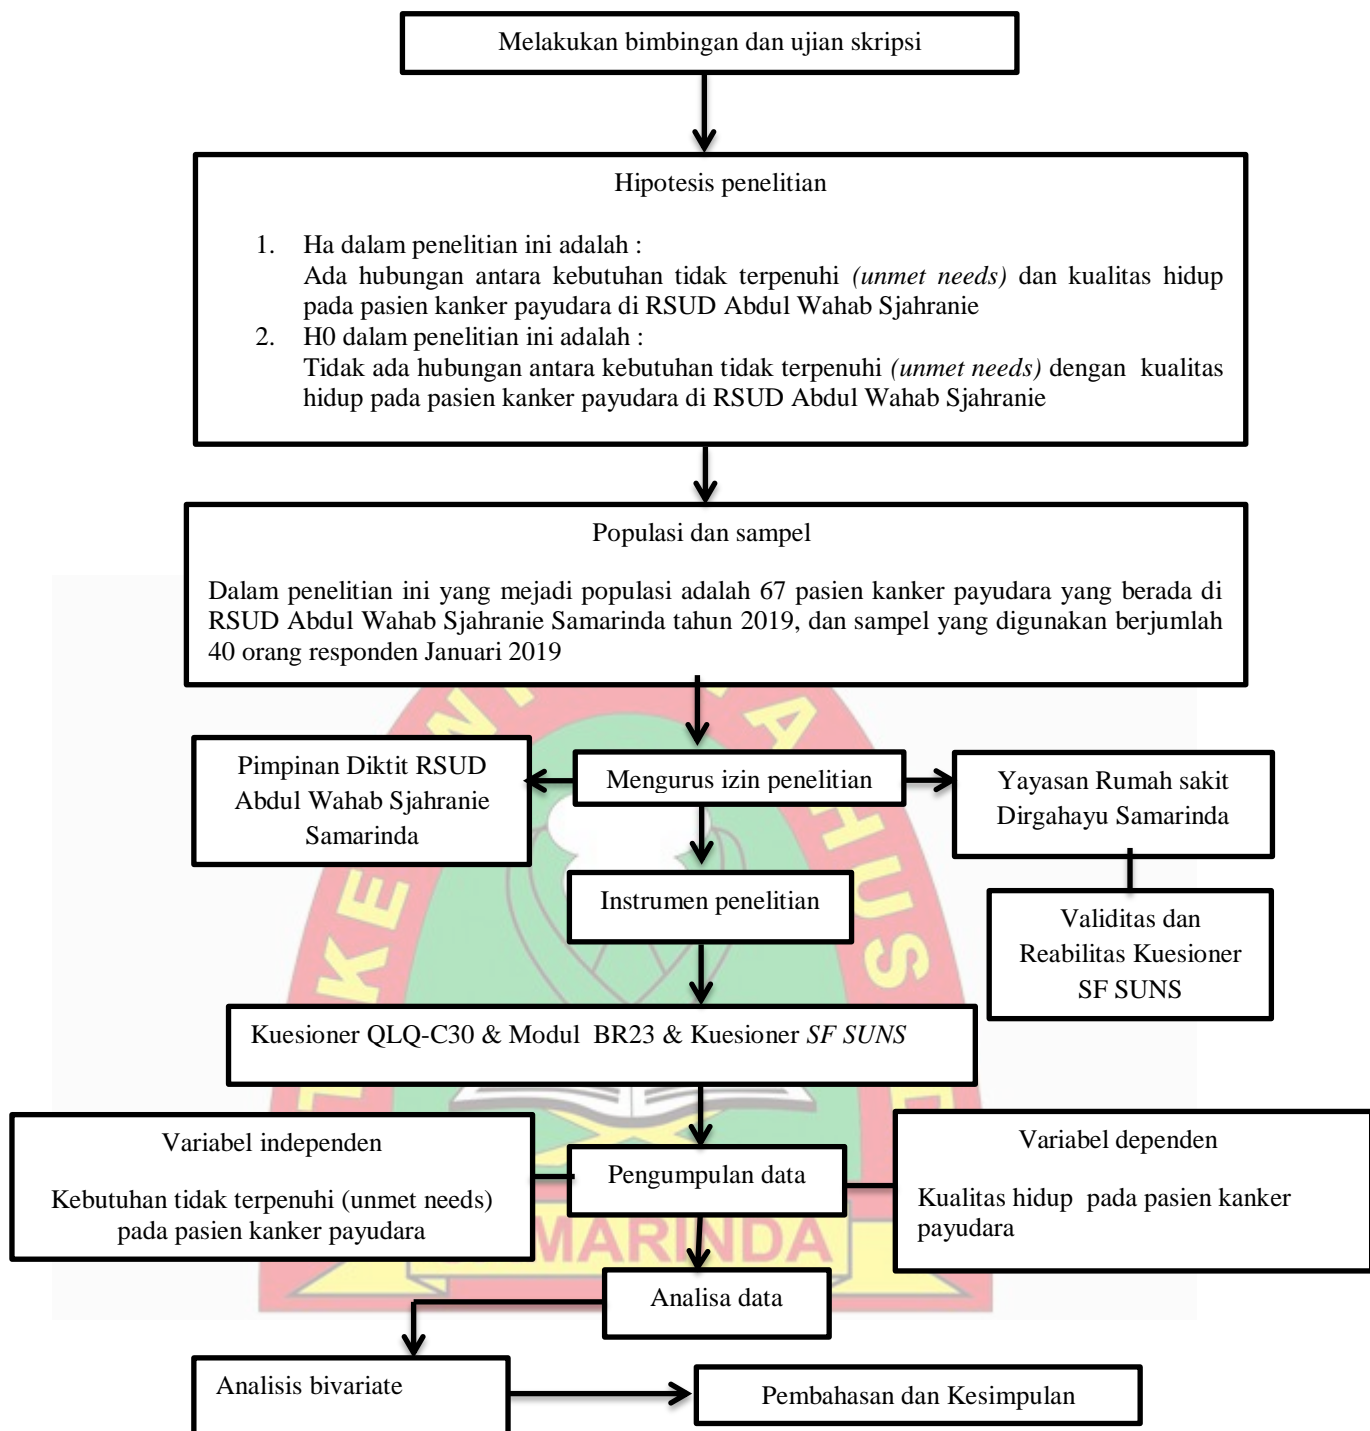 Melakukan bimbingan dan ujian skripsi
Hipotesis penelitian
1. Ha dalam penelitian ini adalah :
Ada hubungan antara kebutuhan tidak terpenuhi (unmet needs) dan kualitas hidup
pada pasien kanker payudara di RSUD Abdul Wahab Sjahranie
2. H0 dalam penelitian ini adalah :
Tidak ada hubungan antara kebutuhan tidak terpenuhi (unmet needs) dengan kualitas
hidup pada pasien kanker payudara di RSUD Abdul Wahab Sjahranie
Populasi dan sampel
Dalam penelitian ini yang mejadi populasi adalah 67 pasien kanker payudara yang berada di
RSUD Abdul Wahab Sjahranie Samarinda tahun 2019, dan sampel yang digunakan berjumlah
40 orang responden Januari 2019
Pimpinan Diktit RSUD
Abdul Wahab Sjahranie
Samarinda
Mengurus izin penelitian
Yayasan Rumah sakit
Dirgahayu Samarinda
Instrumen penelitian
Validitas dan
Reabilitas Kuesioner
SF SUNS
Kuesioner QLQ-C30 & Modul BR23 & Kuesioner SF SUNS
Variabel independen
Kebutuhan tidak terpenuhi (unmet needs)
pada pasien kanker payudara
Pengumpulan data
Variabel dependen
Kualitas hidup pada pasien kanker
payudara
MARINDA
Analisa data
Analisis bivariate
Pembahasan dan Kesimpulan